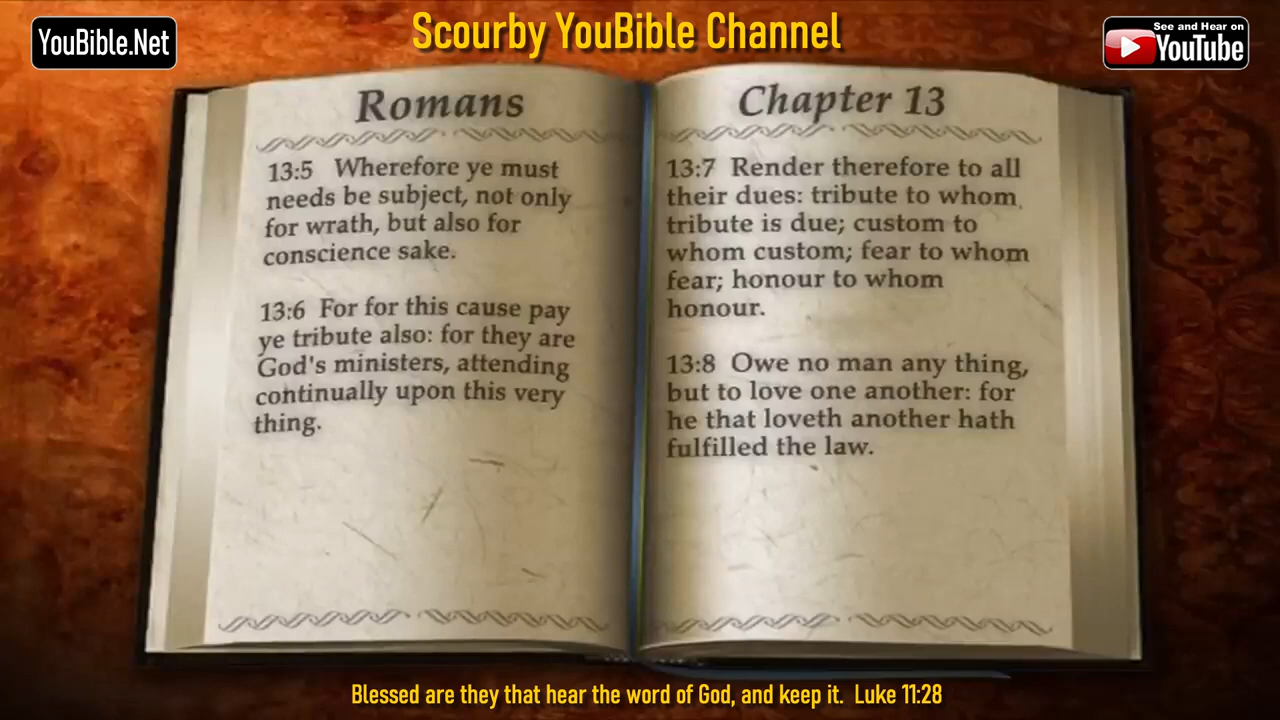 YouBible.Net
Scourby YouBible Channel
See and Hear on
YouTube
Romans
13:5 Wherefore ye must
needs be subject, not only
for wrath, but also for
conscience sake.
13:6 For for this cause pay
ye tribute also: for they are
God's ministers, attending
continually upon this very
thing.
Chapter 13
13:7 Render therefore to all
their dues: tribute to whom
tribute is due; custom to
whom custom; fear to whom
fear; honour to whom
honour.
13:8 Owe no man any thing,
but to love one another: for
he that loveth another hath
fulfilled the law.
Blessed are they that hear the word of God, and keep it. Luke 11:28